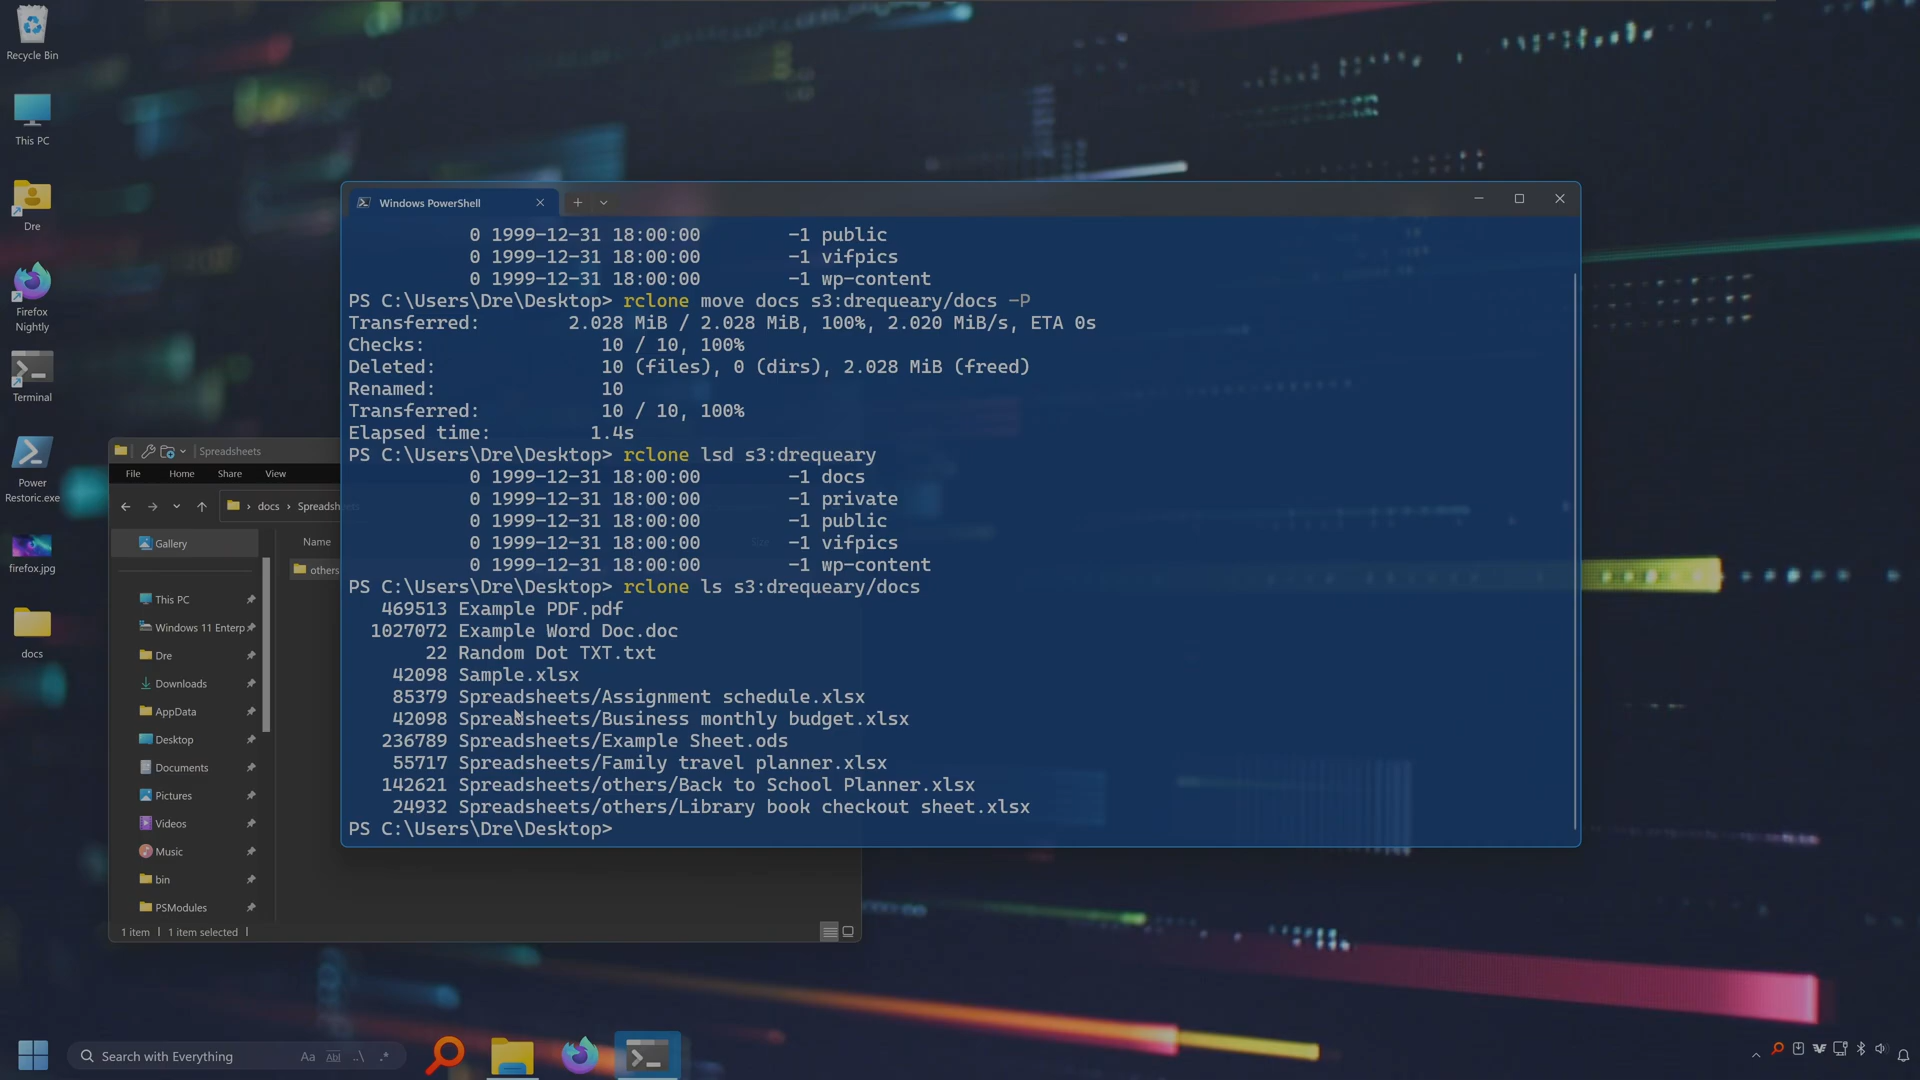 Recycle Bin
This PC
Dre
Firefox
Nightly
Terminal
Power
Restoric.exe
firefox.jpg
docs
Windows PowerShell
0 1999-12-31 18:00:00        -1 public
0 1999-12-31 18:00:00        -1 vifpics
0 1999-12-31 18:00:00        -1 wp-content
PS C:\Users\Dre\Desktop> rclone move docs s3:drequeary/docs -P
Transferred:        2.028 MiB / 2.028 MiB, 100%, 2.020 MiB/s, ETA 0s
Checks:                10 / 10, 100%
Deleted:               10 (files), 0 (dirs), 2.028 MiB (freed)
Renamed:               10
Transferred:           10 / 10, 100%
Elapsed time:         1.4s
PS C:\Users\Dre\Desktop> rclone lsd s3:drequeary
0 1999-12-31 18:00:00        -1 docs
0 1999-12-31 18:00:00        -1 private
0 1999-12-31 18:00:00        -1 public
0 1999-12-31 18:00:00        -1 vifpics
0 1999-12-31 18:00:00        -1 wp-content
PS C:\Users\Dre\Desktop> rclone ls s3:drequeary/docs
469513 Example PDF.pdf
1027072 Example Word Doc.doc
22 Random Dot TXT.txt
42098 Sample.xlsx
85379 Spreadsheets/Assignment schedule.xlsx
42098 Spreadsheets/Business monthly budget.xlsx
236789 Spreadsheets/Example Sheet.ods
55717 Spreadsheets/Family travel planner.xlsx
142621 Spreadsheets/others/Back to School Planner.xlsx
24932 Spreadsheets/others/Library book checkout sheet.xlsx
PS C:\Users\Dre\Desktop>
Spreadsheets
File Home Share View
docs > Spreadsheets
Name
Size
others
Gallery
This PC
Windows 11 Enterp
Dre
Downloads
AppData
Desktop
Documents
Pictures
Videos
Music
bin
PSModules
1 item | 1 item selected |
Search with Everything Aa Ab| ..\ .*